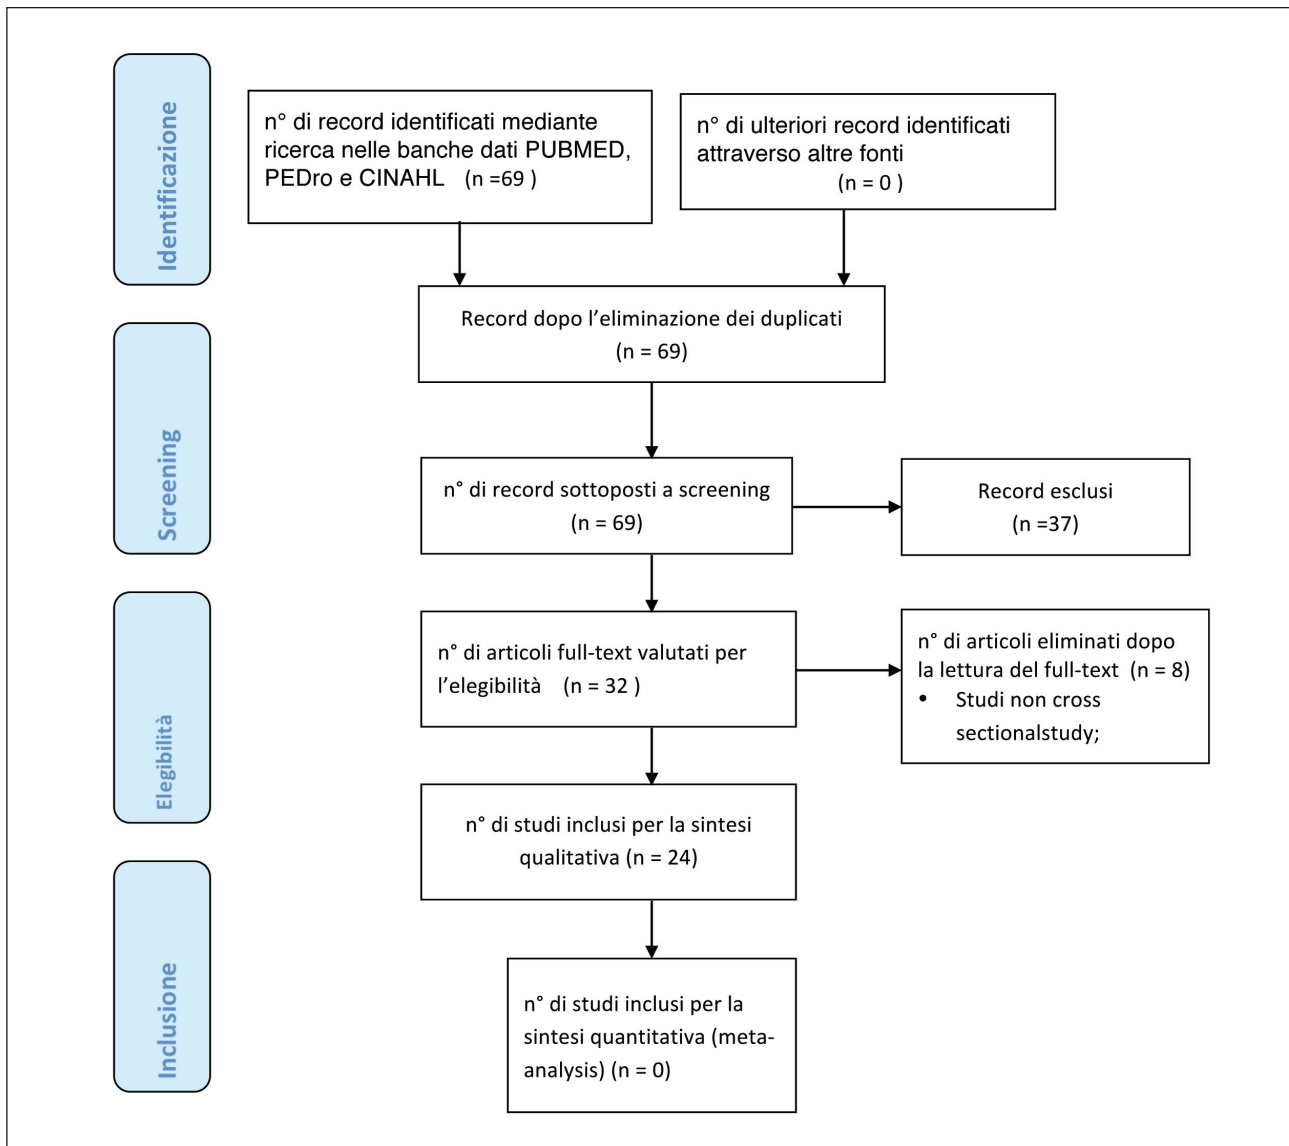 Identificazione
n° di record identificati mediante
ricerca nelle banche dati PUBMED,
PEDro e CINAHL (n =69 )
n° di ulteriori record identificati
attraverso altre fonti
(n = 0 )
Record dopo l’eliminazione dei duplicati
(n = 69)
Screening
n° di record sottoposti a screening
(n = 69)
Record esclusi
(n =37)
Elegibilità
n° di articoli full-text valutati per
l’elegibilità (n = 32 )
n° di articoli eliminati dopo
la lettura del full-text (n = 8)
• Studi non cross
sectionalstudy;
n° di studi inclusi per la sintesi
qualitativa (n = 24)
Inclusione
n° di studi inclusi per la
sintesi quantitativa (meta-
analysis) (n = 0)